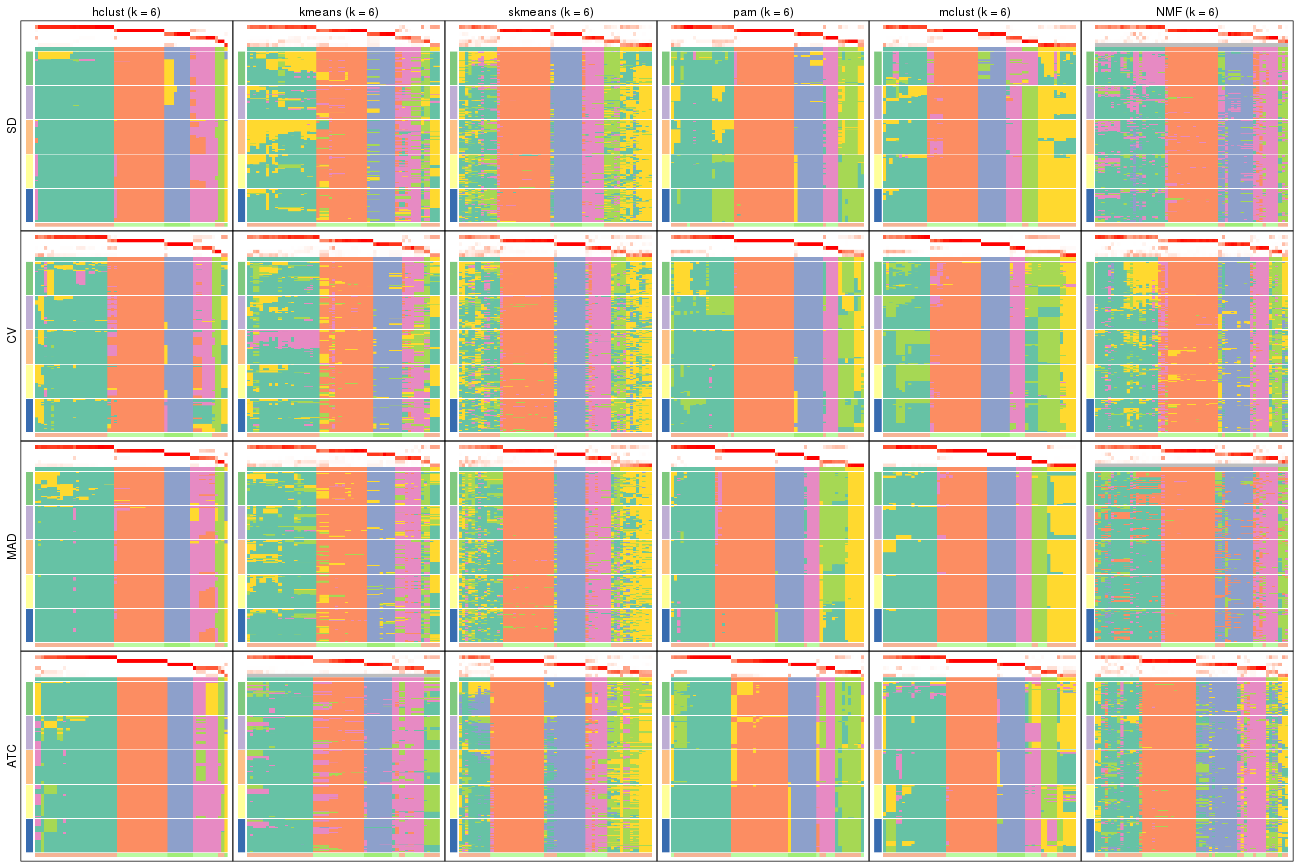 hclust (k = 6) kmeans (k = 6) skmeans (k = 6) pam (k = 6) mclust (k = 6) NMF (k = 6)
SD
CV
MAD
ATC